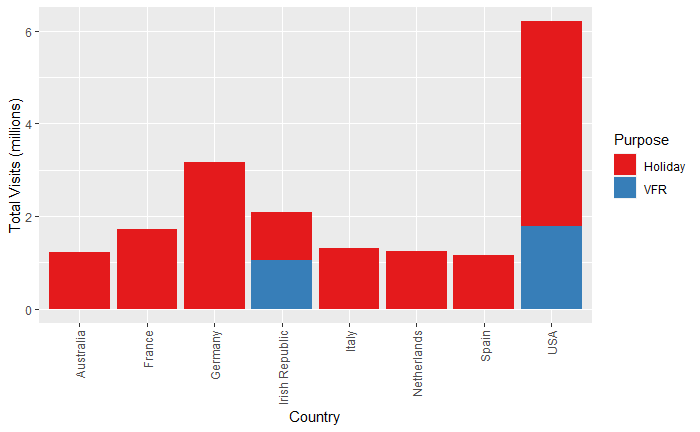 Total Visits (millions)
6
4
2
0
Australia
France
Germany
Irish Republic
Italy
Netherlands
Spain
USA
Country
Purpose
Holiday
VFR